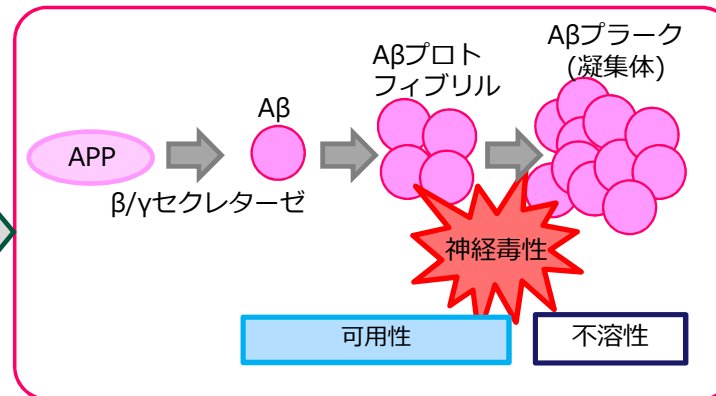 APP
β/γセクレターゼ
Aβ
Aβプロト
フィブリル
Aβプラーク
(凝集体)
神経毒性
可用性
不溶性